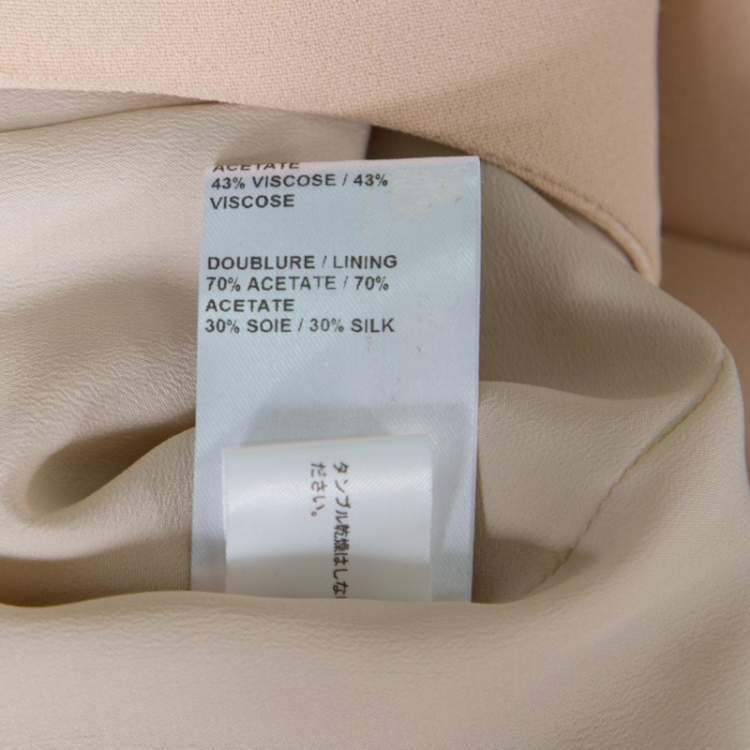 ACETATE
43% VISCOSE / 43%
VISCOSE
DOUBLURE / LINING
70% ACETATE / 70%
ACETATE
30% SOIE / 30% SILK
タンブル乾燥はしない
ださい。